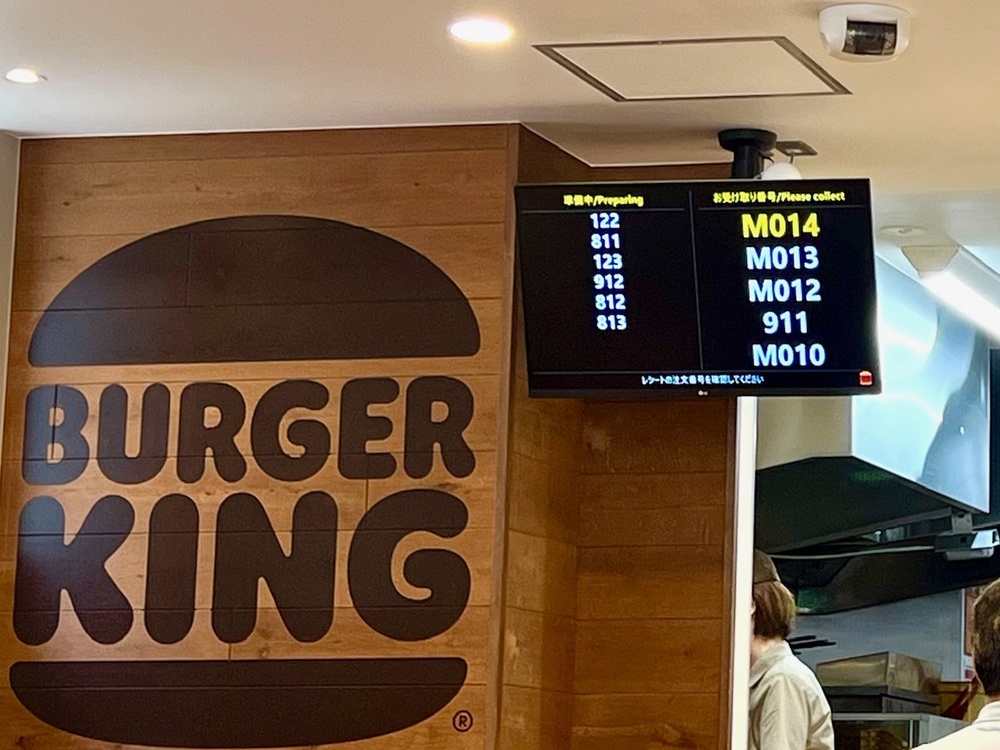 BURGER
KING
®
準備中/Preparing
122
811
123
912
812
813
お受け取り番号/Please collect
M014
M013
M012
911
M010
レシートの注文番号を確認してください
LG